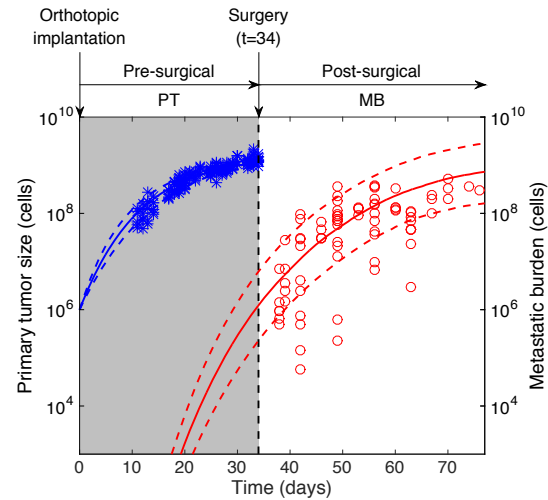 Orthotopic
implantation
Surgery
(t=34)
Pre-surgical
Post-surgical
PT
MB
10^10
10^8
10^6
10^4
Primary tumor size (cells)
10^10
10^8
10^6
10^4
Metastatic burden (cells)
0 10 20 30 40 50 60 70
Time (days)